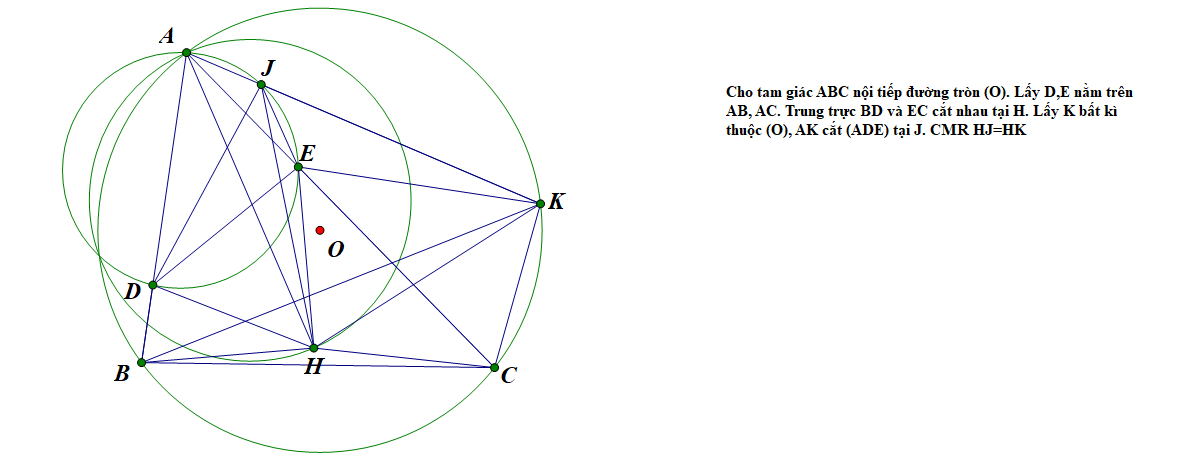 A
J
E
K
O
D
B
H
C
Cho tam giác ABC nội tiếp đường tròn (O). Lấy D,E nằm trên
AB, AC. Trung trực BD và EC cắt nhau tại H. Lấy K bất kì
thuộc (O), AK cắt (ADE) tại J. CMR HJ=HK